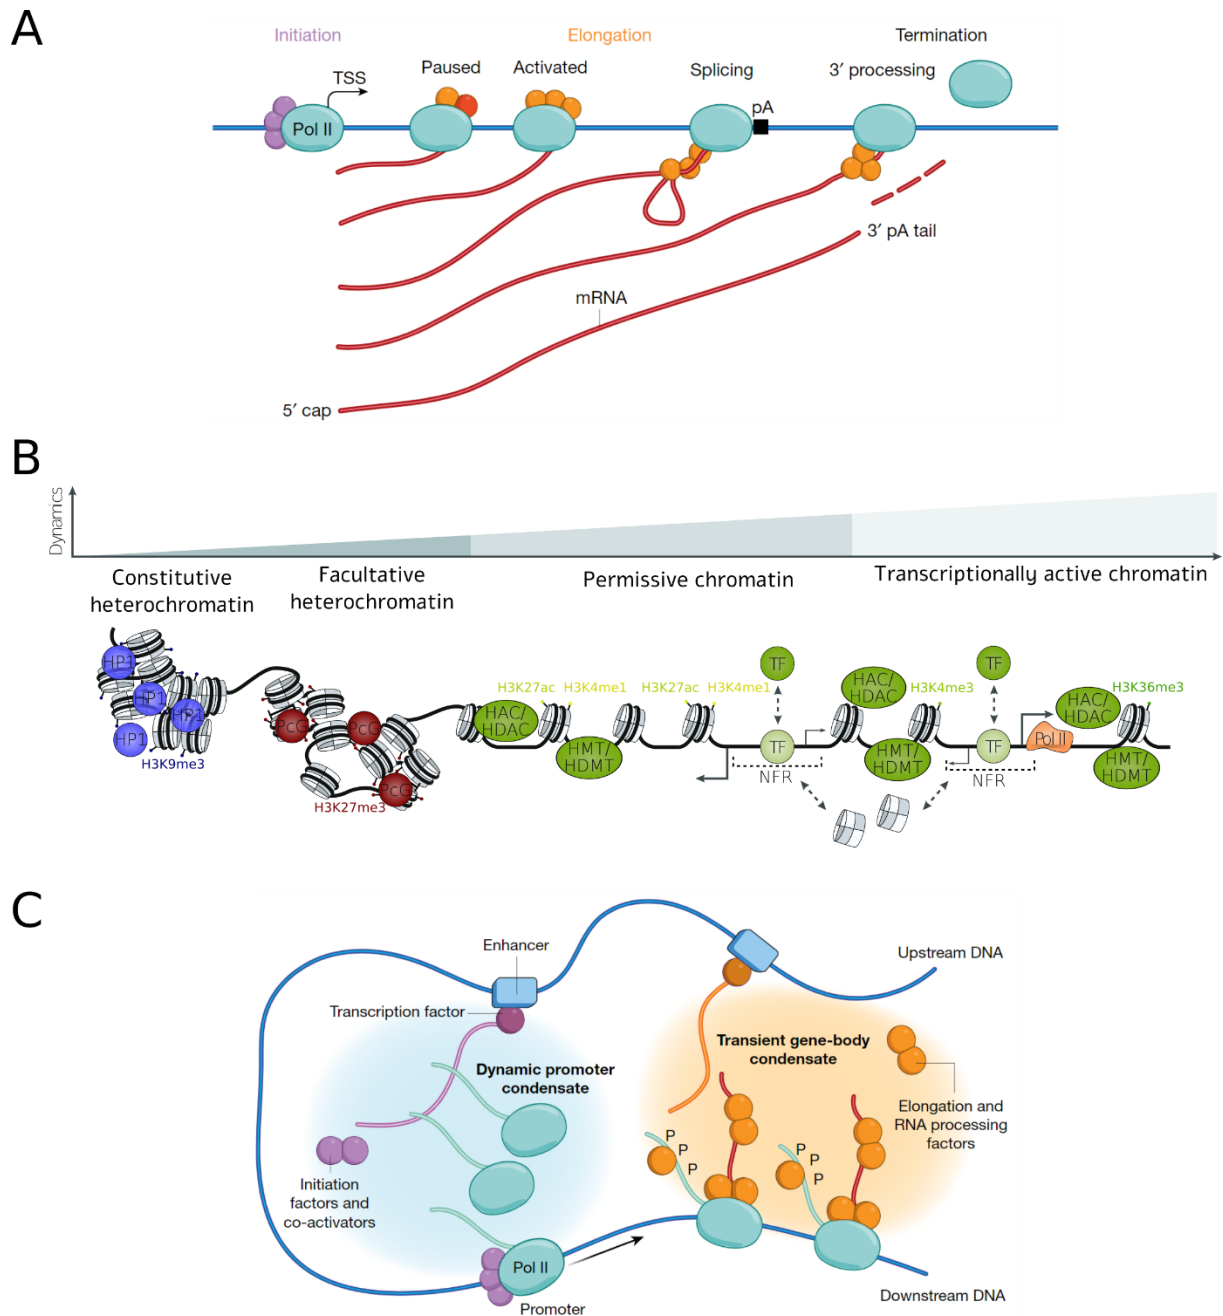 A
Initiation
Elongation
Termination
TSS
Paused
Activated
Splicing
3′ processing
Pol II
pA
3′ pA tail
mRNA
5′ cap
B
Dynamics
Constitutive
heterochromatin
Facultative
heterochromatin
Permissive chromatin
Transcriptionally active chromatin
HP1
HP1
HP1
HP1
H3K9me3
PcG
PcG
PcG
H3K27me3
H3K27ac
H3K4me1
H3K27ac
H3K4me1
HAC/
HDAC
HMT/
HDMT
TF
TF
NFR
HAC/
HDAC
H3K4me3
HMT/
HDMT
TF
TF
NFR
Pol II
HAC/
HDAC
H3K36me3
HMT/
HDMT
C
Enhancer
Upstream DNA
Transcription factor
Dynamic promoter
condensate
Transient gene-body
condensate
Elongation and
RNA processing
factors
Initiation
factors and
co-activators
P
P
P
P
P
P
Pol II
Promoter
Downstream DNA